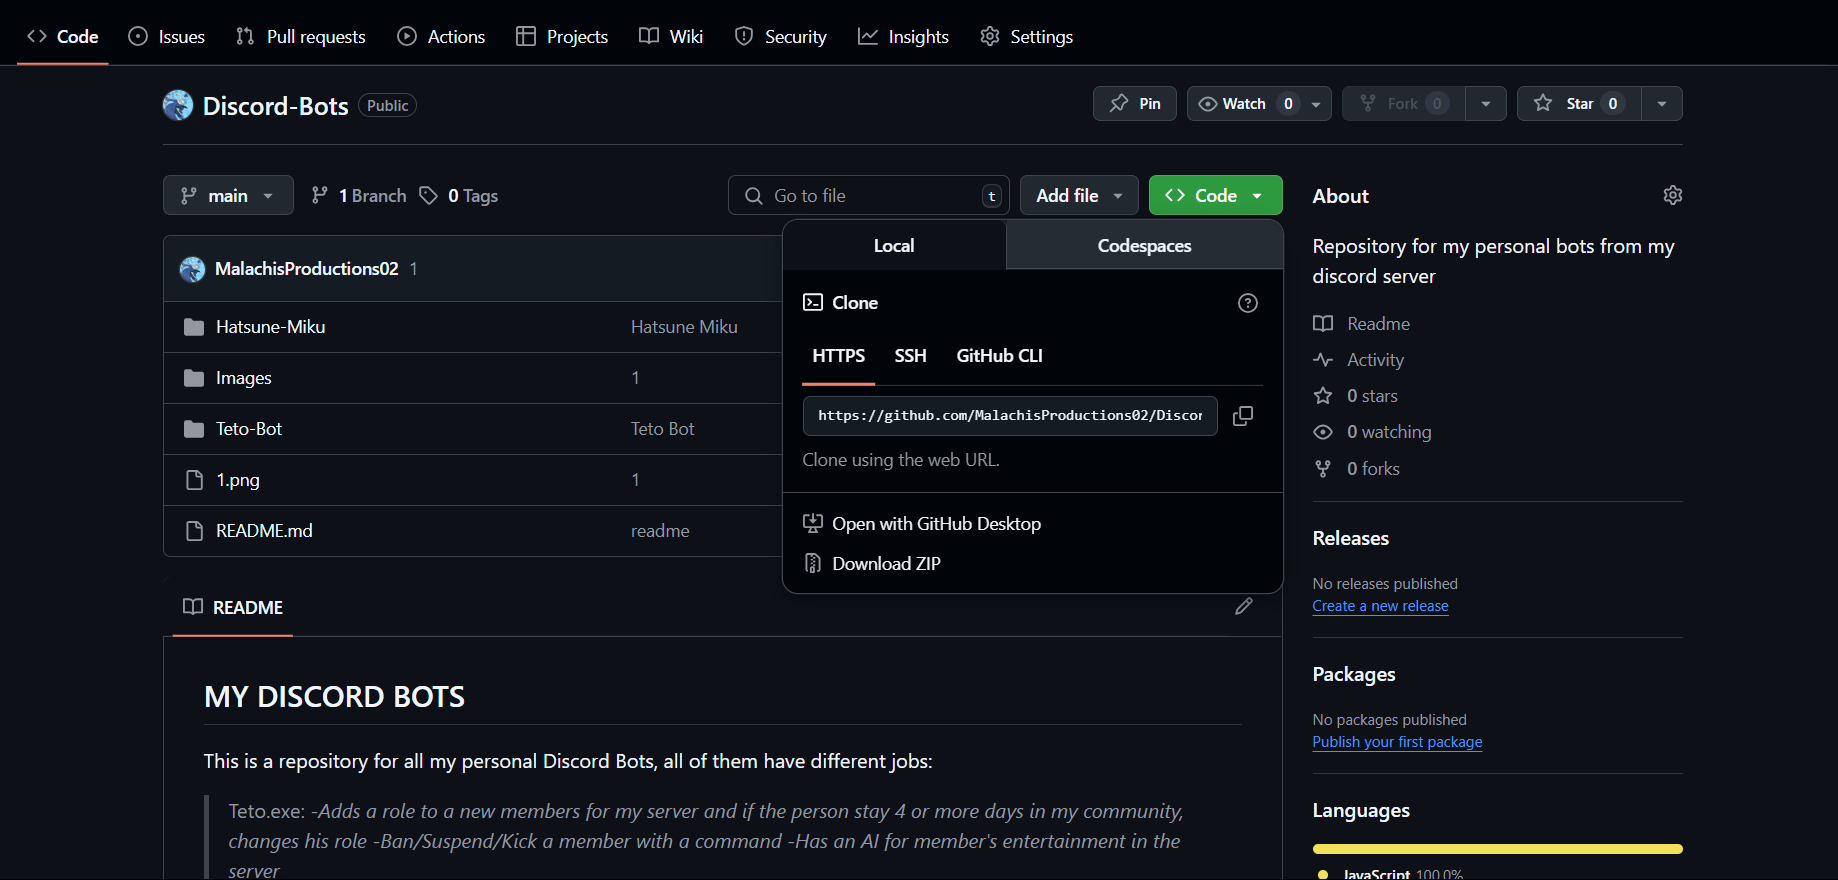 Code Issues Pull requests Actions Projects Wiki Security Insights Settings
Discord-Bots Public Pin Watch 0 Fork 0 Star 0
main 1 Branch 0 Tags Go to file t Add file Code
Local Codespaces
Clone
HTTPS SSH GitHub CLI
https://github.com/MalachisProductions02/Discor
Clone using the web URL.
Open with GitHub Desktop
Download ZIP
MalachisProductions02 1
Hatsune-Miku Hatsune Miku
Images 1
Teto-Bot Teto Bot
1.png 1
README.md readme
README
MY DISCORD BOTS
This is a repository for all my personal Discord Bots, all of them have different jobs:
Teto.exe: -Adds a role to a new members for my server and if the person stay 4 or more days in my community,
changes his role -Ban/Suspend/Kick a member with a command -Has an AI for member's entertainment in the
server
About
Repository for my personal bots from my
discord server
Readme
Activity
0 stars
0 watching
0 forks
Releases
No releases published
Create a new release
Packages
No packages published
Publish your first package
Languages
JavaScript 100.0%